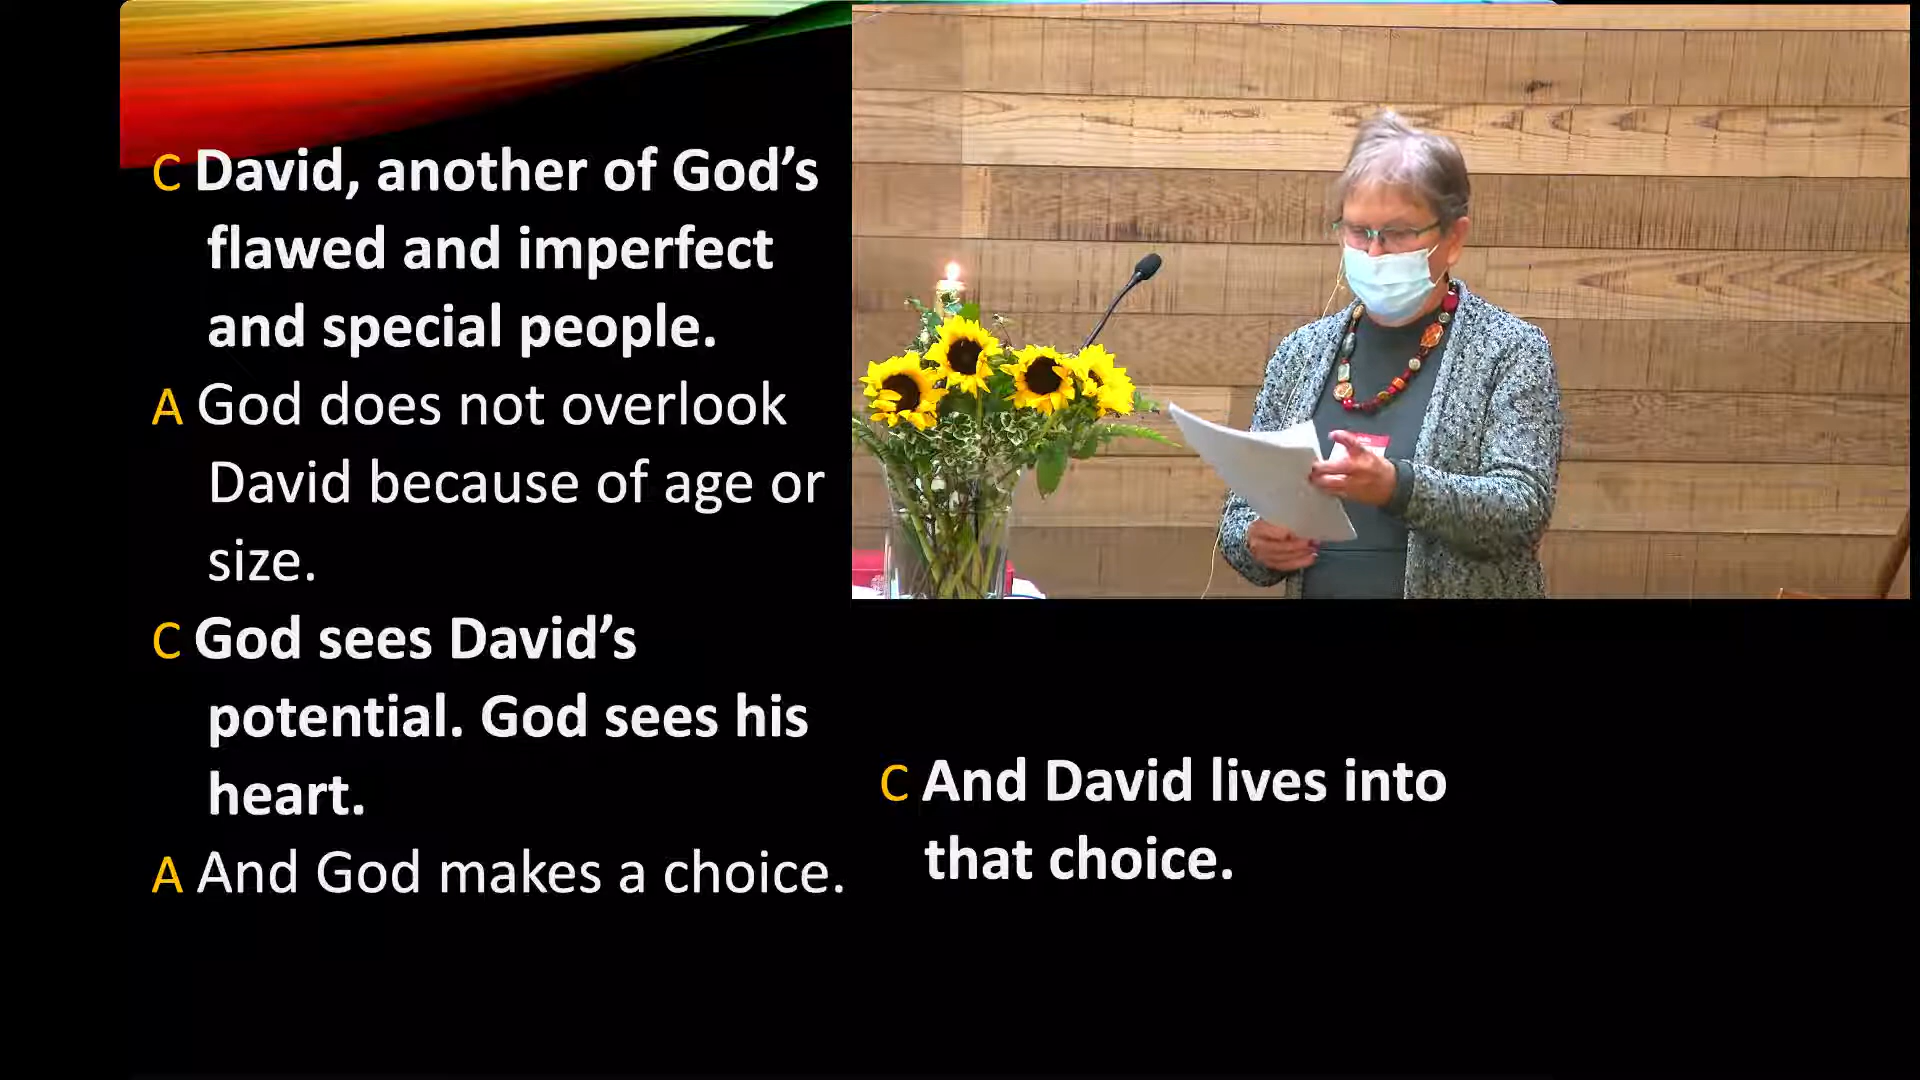 C David, another of God’s
flawed and imperfect
and special people.
A God does not overlook
David because of age or
size.
C God sees David’s
potential. God sees his
heart.
A And God makes a choice.
C And David lives into
that choice.